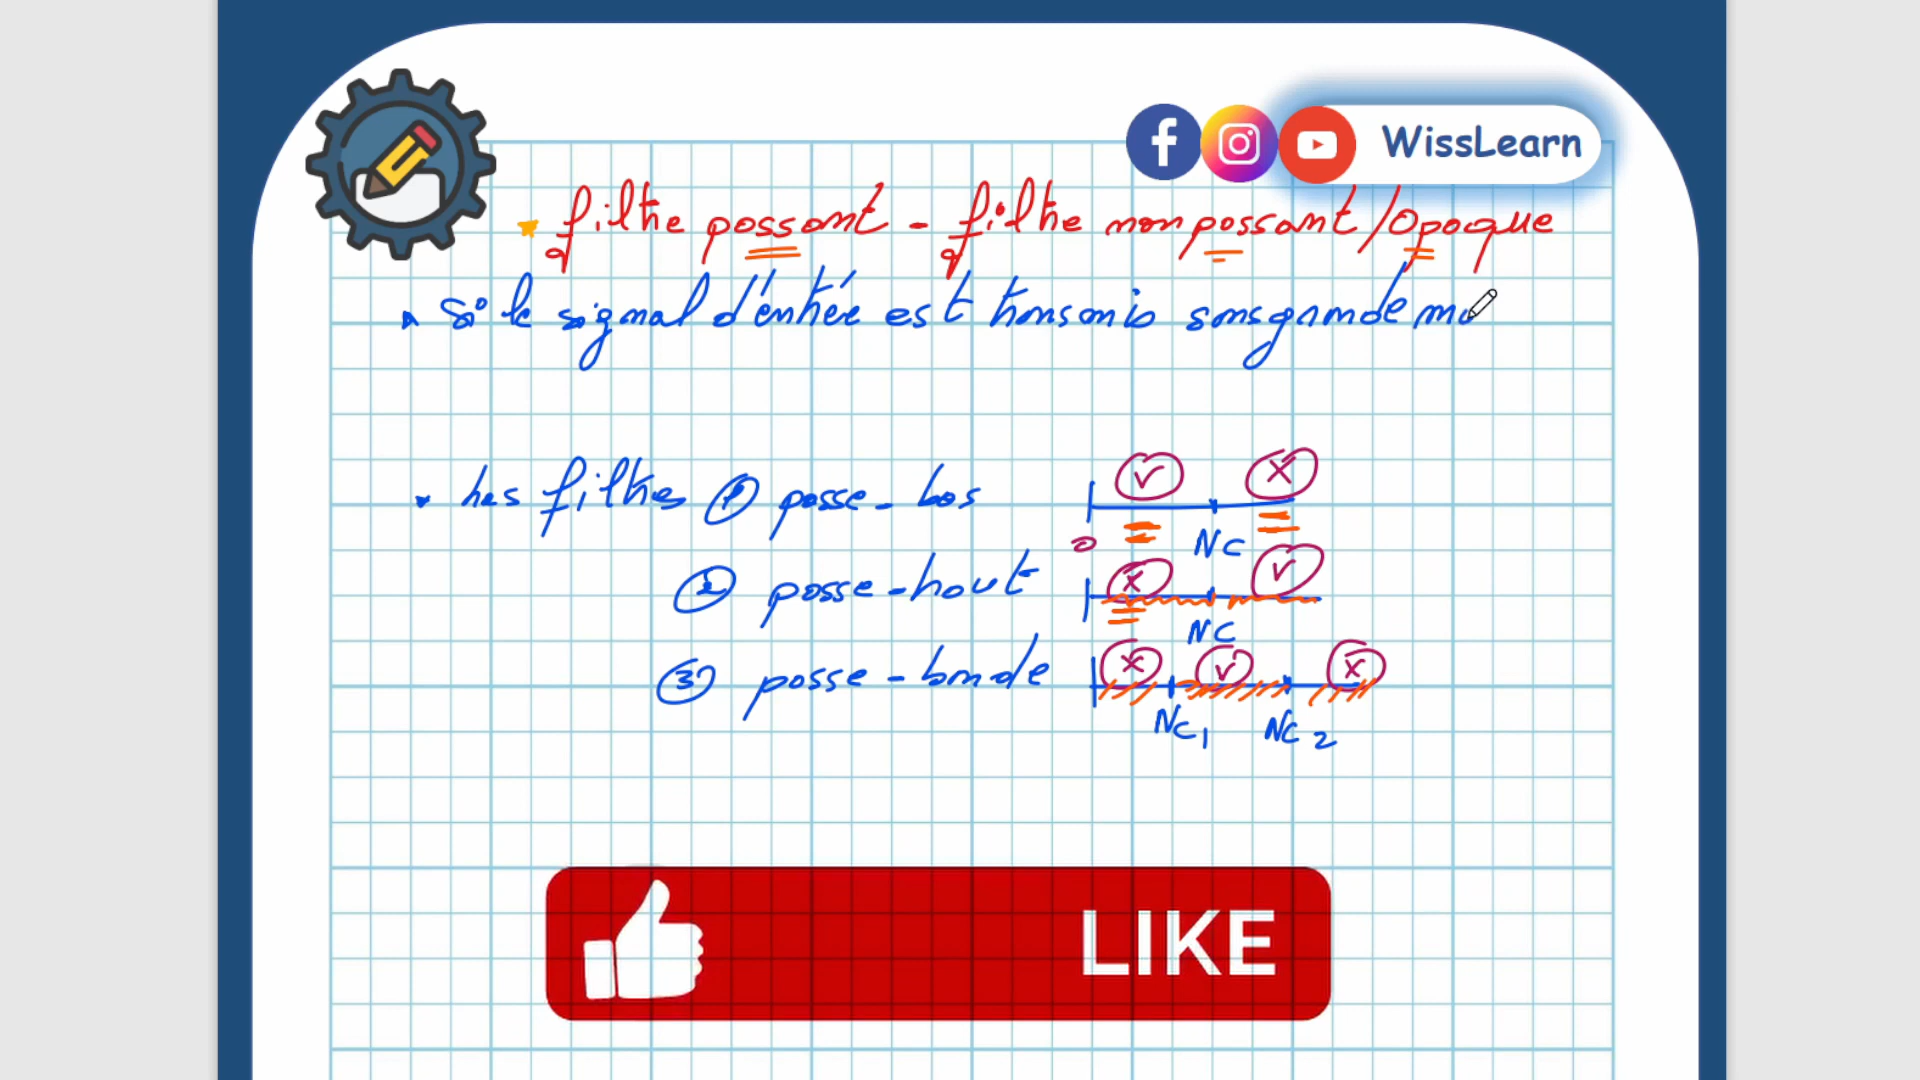 WissLearn
filtre passant - filtre non passant / Opaque
Si le signal d'entrée est transmis sans grande
Les filtres ① passe-bas
✓ ×
0 NC
② passe-haut
× ✓
NC
③ passe-bande
× ✓ ×
NC1 NC2
LIKE